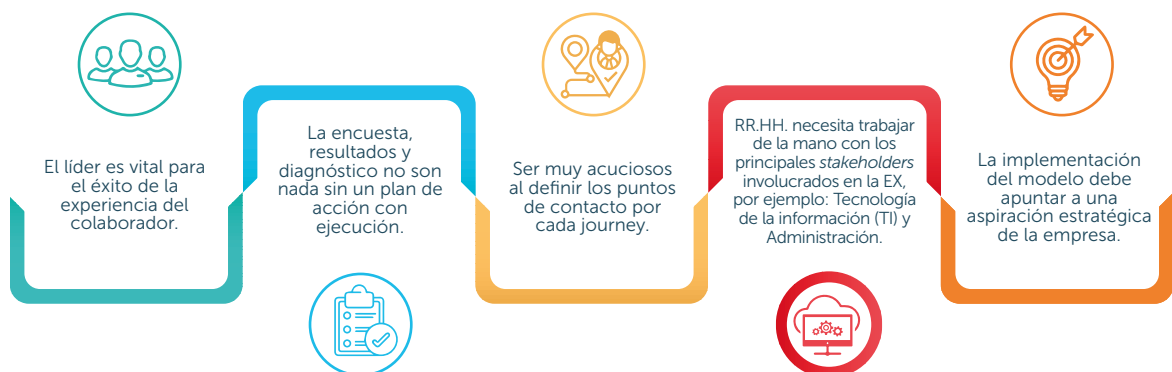 El líder es vital para
el éxito de la
experiencia del
colaborador.
La encuesta,
resultados y
diagnóstico no son
nada sin un plan de
acción con
ejecución.
Ser muy acuciosos
al definir los puntos
de contacto por
cada journey.
RR.HH. necesita trabajar
de la mano con los
principales stakeholders
involucrados en la EX,
por ejemplo: Tecnología
de la información (TI) y
Administración.
La implementación
del modelo debe
apuntar a una
aspiración estratégica
de la empresa.